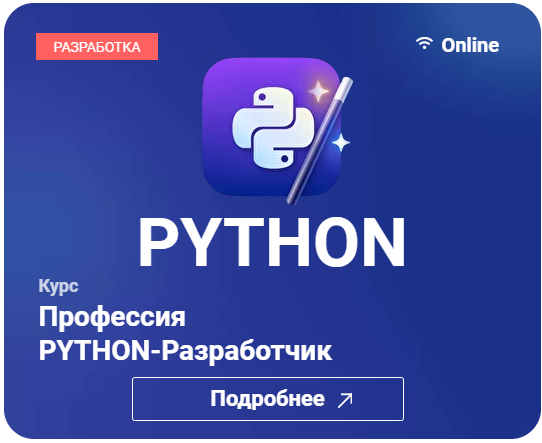 РАЗРАБОТКА
Online
PYTHON
Курс
Профессия
PYTHON-Разработчик
Подробнее